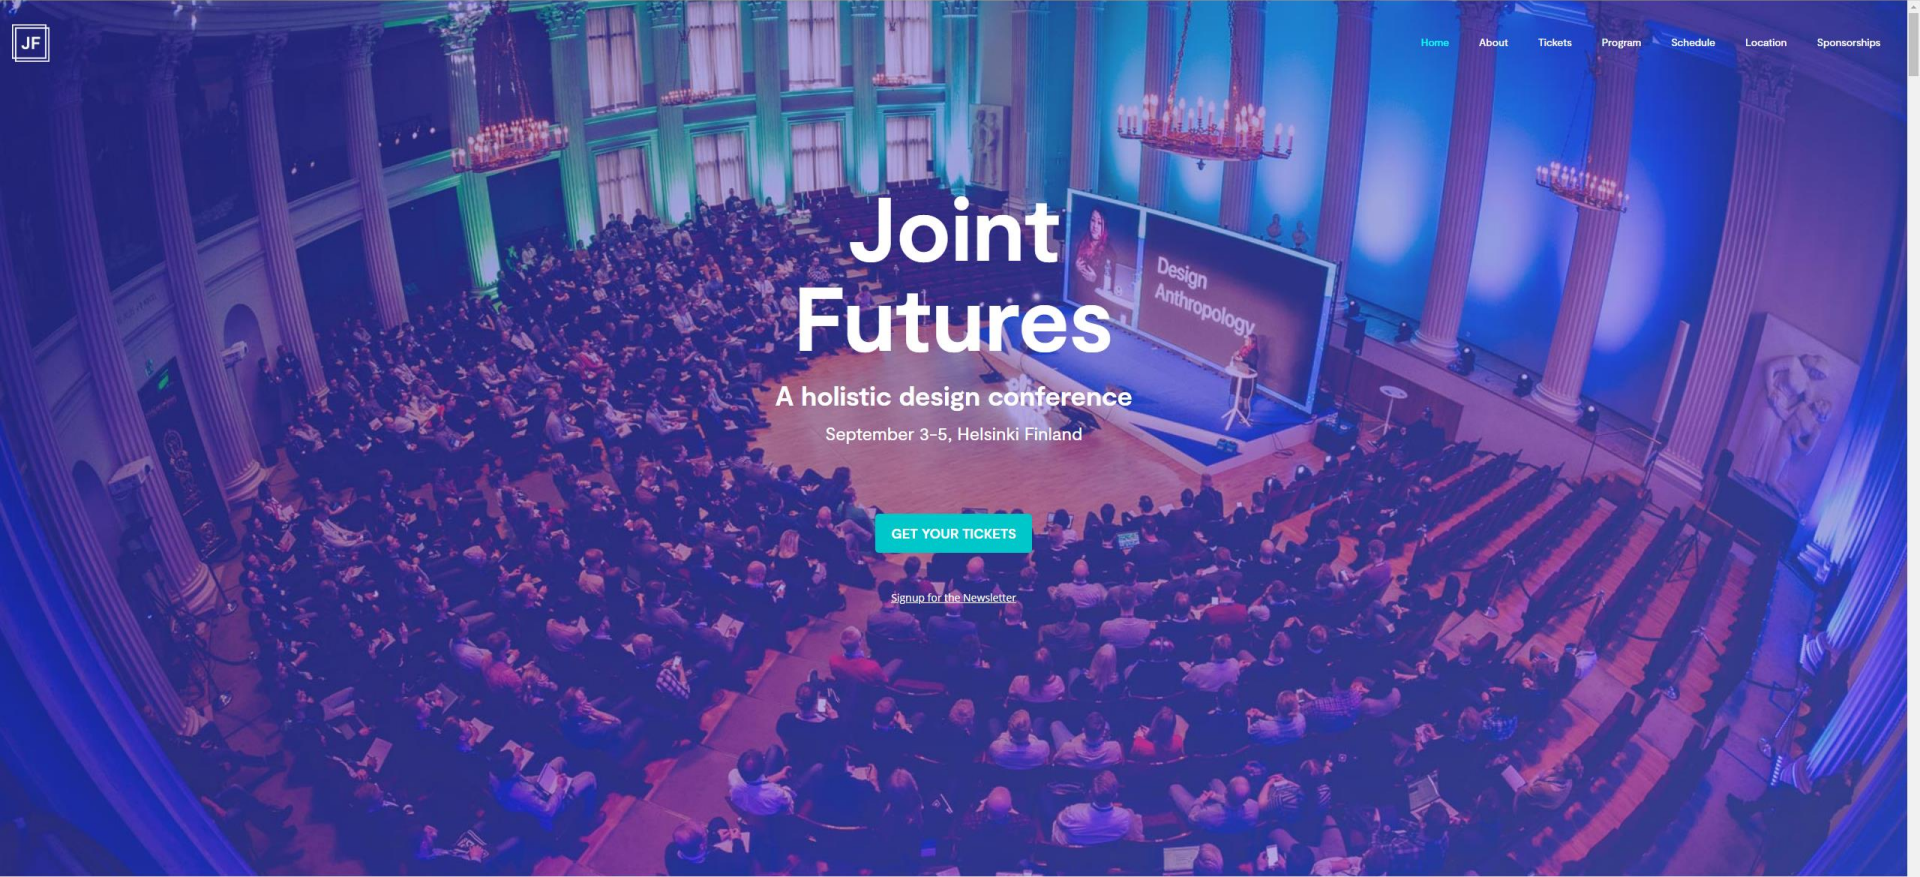 JF
Home
About
Tickets
Program
Schedule
Location
Sponsorships
Joint
Futures
Design
Anthropology
A holistic design conference
September 3-5, Helsinki Finland
GET YOUR TICKETS
Signup for the Newsletter